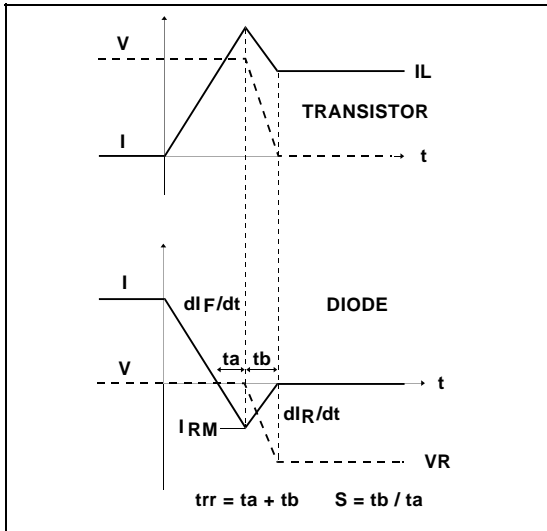 V
IL
TRANSISTOR
I
t
I
dIF/dt
DIODE
ta tb
V
t
IRM
dIR/dt
VR
trr = ta + tb S = tb / ta